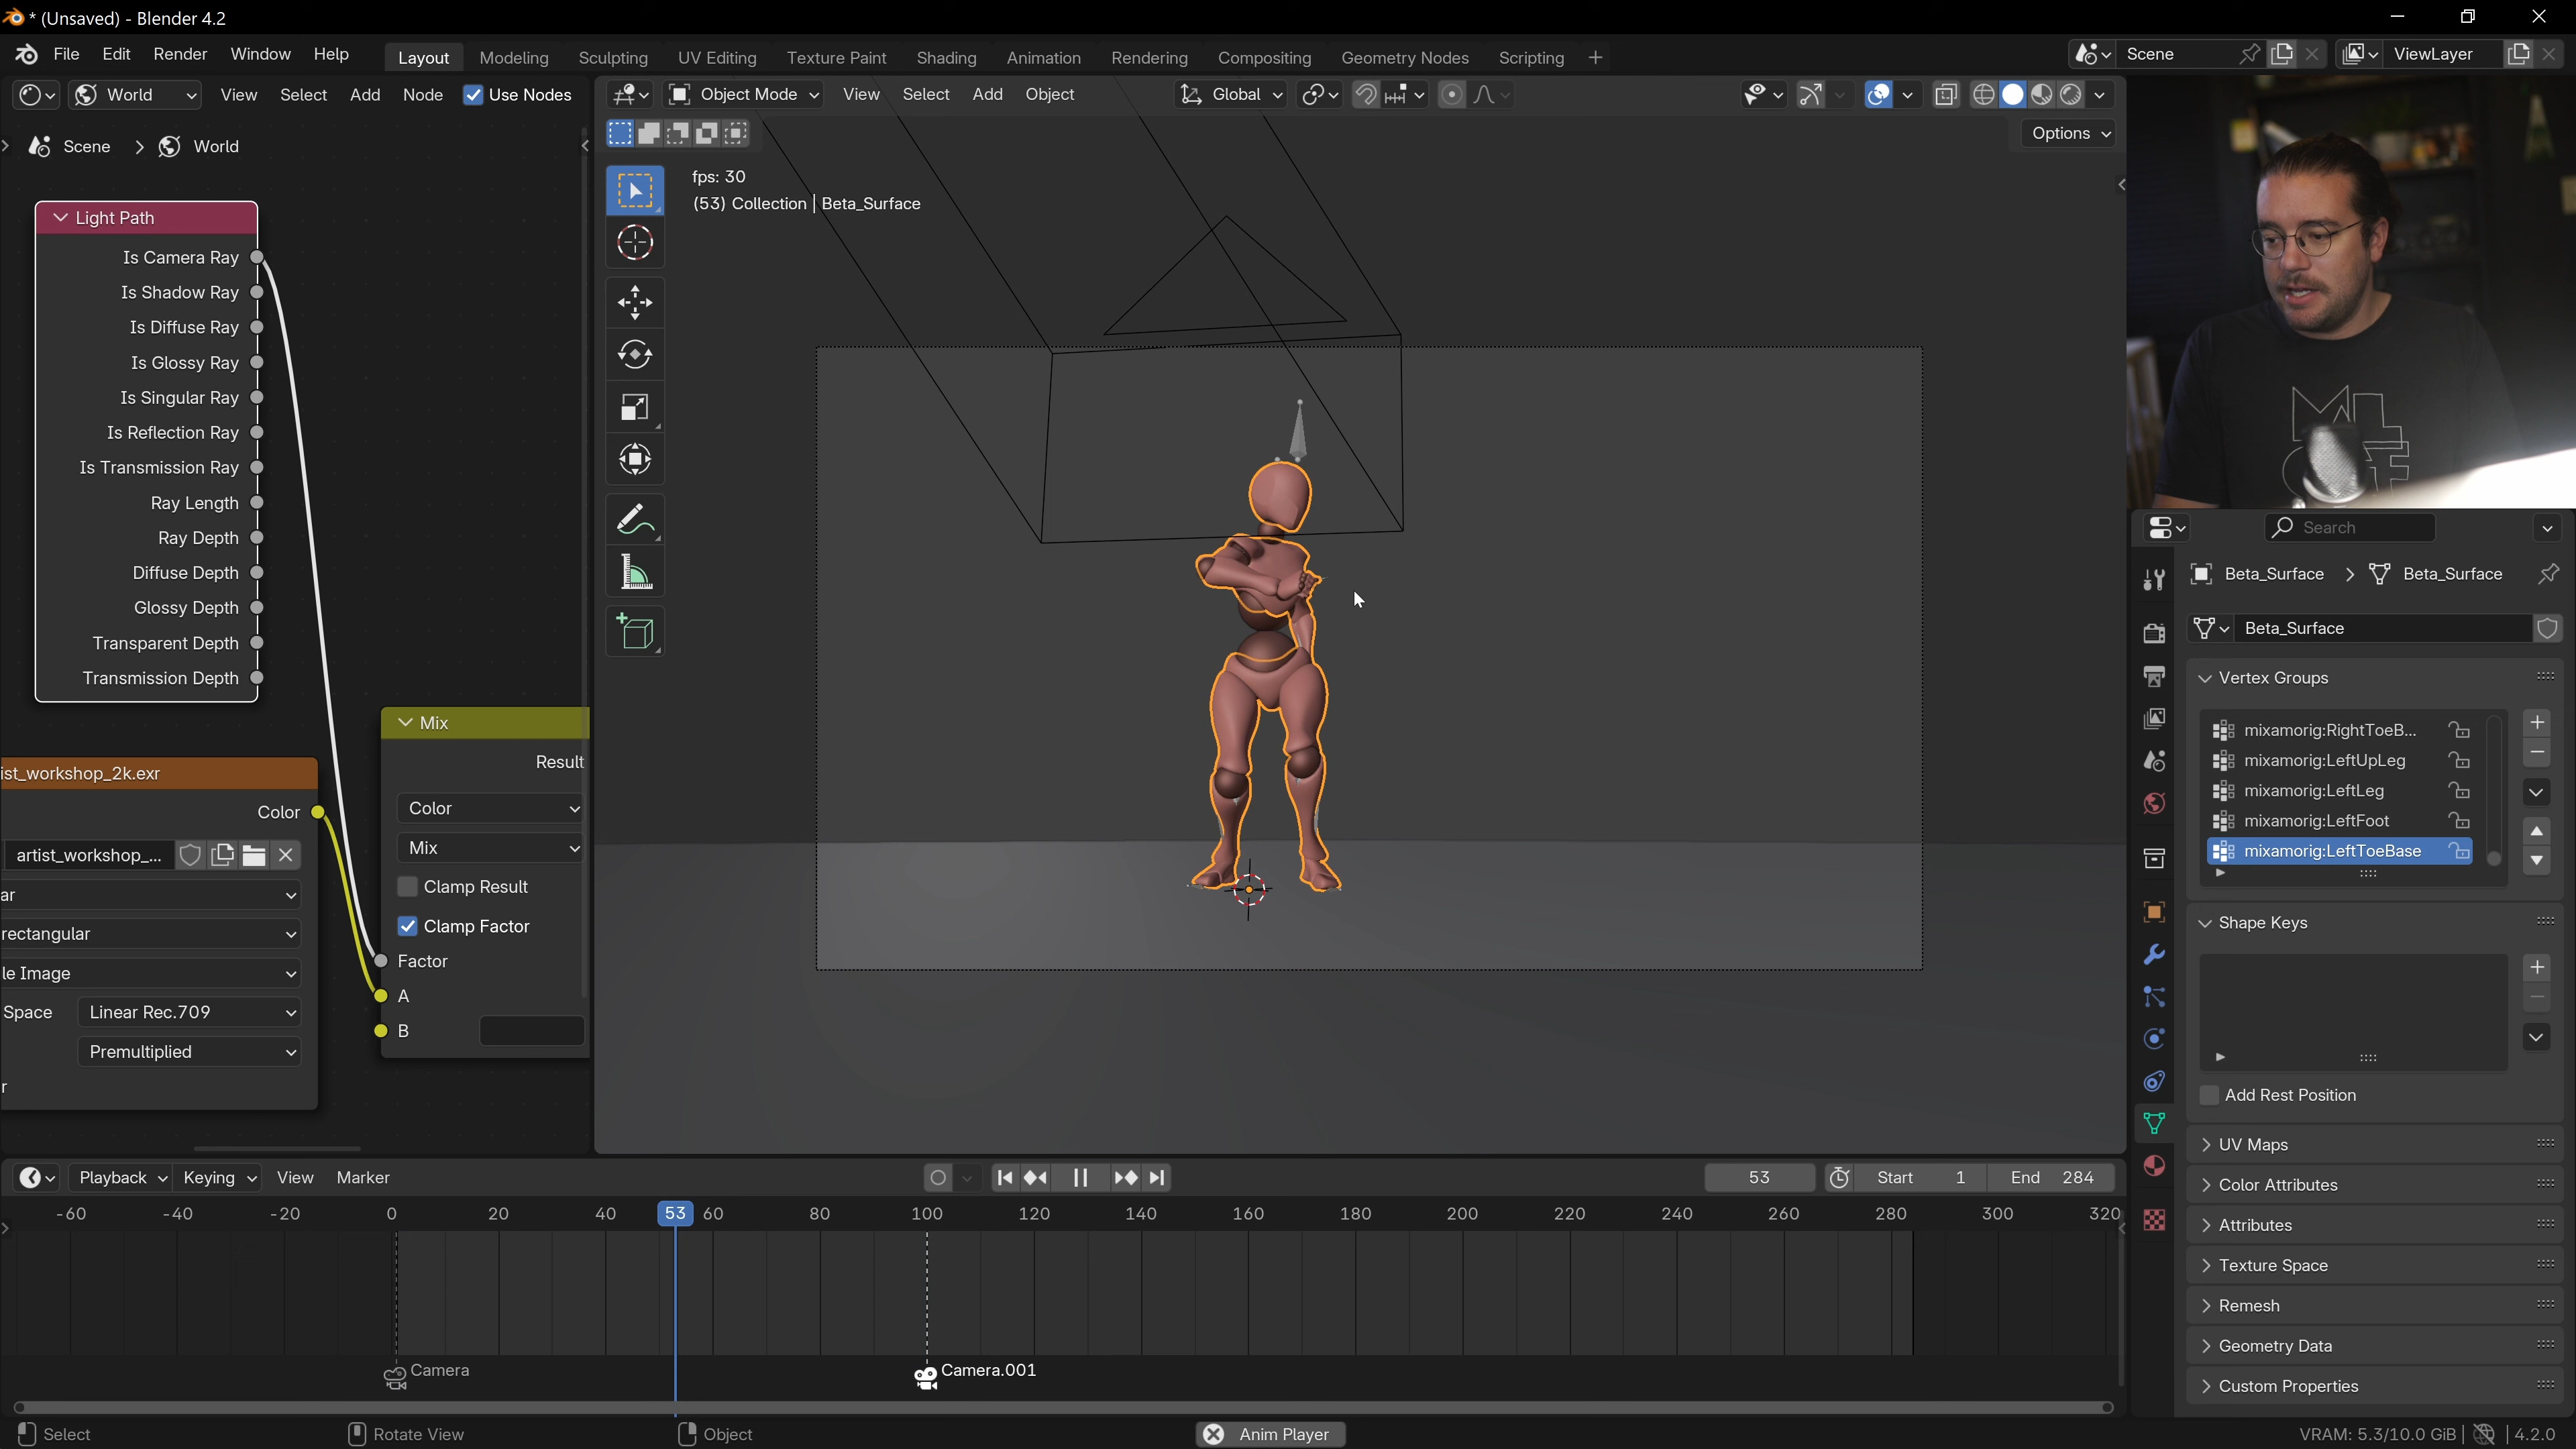 * (Unsaved) - Blender 4.2
File Edit Render Window Help
Layout Modeling Sculpting UV Editing Texture Paint Shading Animation Rendering Compositing Geometry Nodes Scripting +
Scene
ViewLayer
World View Select Add Node Use Nodes
Object Mode View Select Add Object
Global
Options
Scene > World
fps: 30
(53) Collection | Beta_Surface
Light Path
Is Camera Ray
Is Shadow Ray
Is Diffuse Ray
Is Glossy Ray
Is Singular Ray
Is Reflection Ray
Is Transmission Ray
Ray Length
Ray Depth
Diffuse Depth
Glossy Depth
Transparent Depth
Transmission Depth
ist_workshop_2k.exr
Color
artist_workshop_...
ar
rectangular
le Image
Space Linear Rec.709
Premultiplied
r
Mix
Result
Color
Mix
Clamp Result
Clamp Factor
Factor
A
B
Search
Beta_Surface > Beta_Surface
Beta_Surface
Vertex Groups
mixamorig:RightToeB...
mixamorig:LeftUpLeg
mixamorig:LeftLeg
mixamorig:LeftFoot
mixamorig:LeftToeBase
Shape Keys
Add Rest Position
UV Maps
Color Attributes
Attributes
Texture Space
Remesh
Geometry Data
Custom Properties
Playback Keying View Marker
53 Start 1 End 284
-60 -40 -20 0 20 40 53 60 80 100 120 140 160 180 200 220 240 260 280 300 320
Camera
Camera.001
Select Rotate View Object Anim Player VRAM: 5.3/10.0 GiB 4.2.0